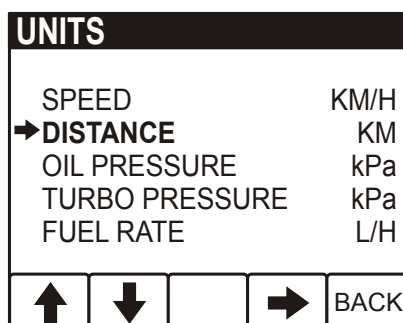 UNITS
SPEED KM/H
DISTANCE KM
OIL PRESSURE kPa
TURBO PRESSURE kPa
FUEL RATE L/H
BACK